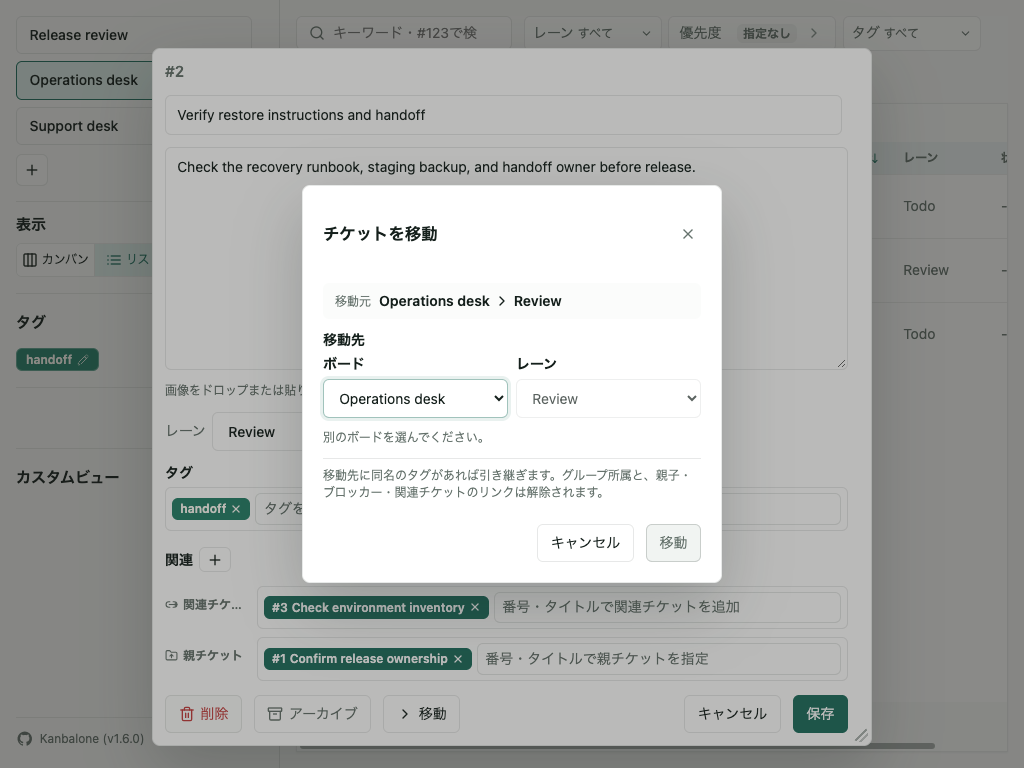 Release review
Operations desk
Support desk
表示
カンバン
リス
タグ
handoff
カスタムビュー
Kanbalone (v1.6.0)
キーワード・#123で検
レーン すべて
優先度 指定なし
タグ すべて
レーン
Todo
Review
Todo
#2
Verify restore instructions and handoff
Check the recovery runbook, staging backup, and handoff owner before release.
画像をドロップまたは貼り
レーン Review
タグ
handoff ×
タグを
関連 +
関連チケ...
#3 Check environment inventory ×
番号・タイトルで関連チケットを追加
親チケット
#1 Confirm release ownership ×
番号・タイトルで親チケットを指定
削除
アーカイブ
移動
キャンセル
保存
チケットを移動
移動元 Operations desk > Review
移動先
ボード
レーン
Operations desk
Review
別のボードを選んでください。
移動先に同名のタグがあれば引き継ぎます。グループ所属と、親子・
ブロッカー・関連チケットのリンクは解除されます。
キャンセル
移動